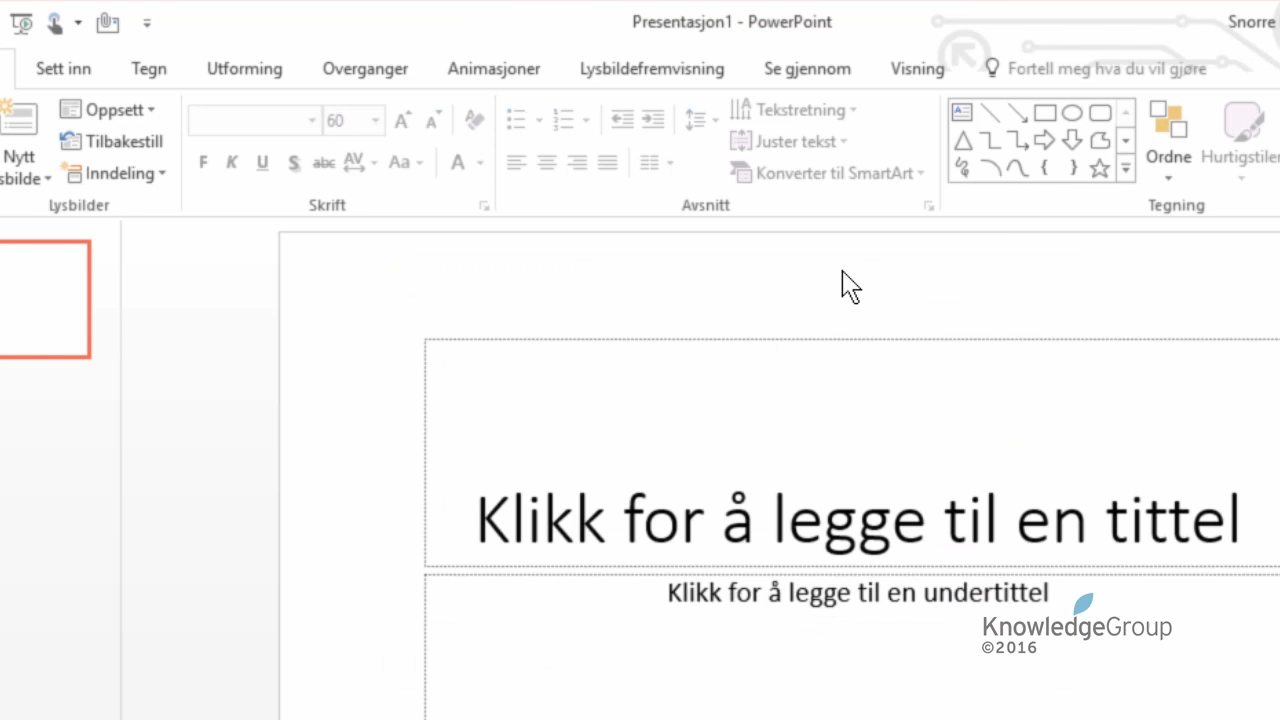 Presentasjon1 - PowerPoint
Snorre
Sett inn Tegn Utforming Overganger Animasjoner Lysbildefremvisning Se gjennom Visning Fortell meg hva du vil gjøre
Oppsett
60
Tekstretning
Tilbakestill
Juster tekst
Nytt
Ordne
F K U S abc AV Aa A
Inndeling
Konverter til SmartArt
Lysbilder
Skrift
Avsnitt
Tegning
Klikk for å legge til en tittel
Klikk for å legge til en undertittel
KnowledgeGroup
©2016